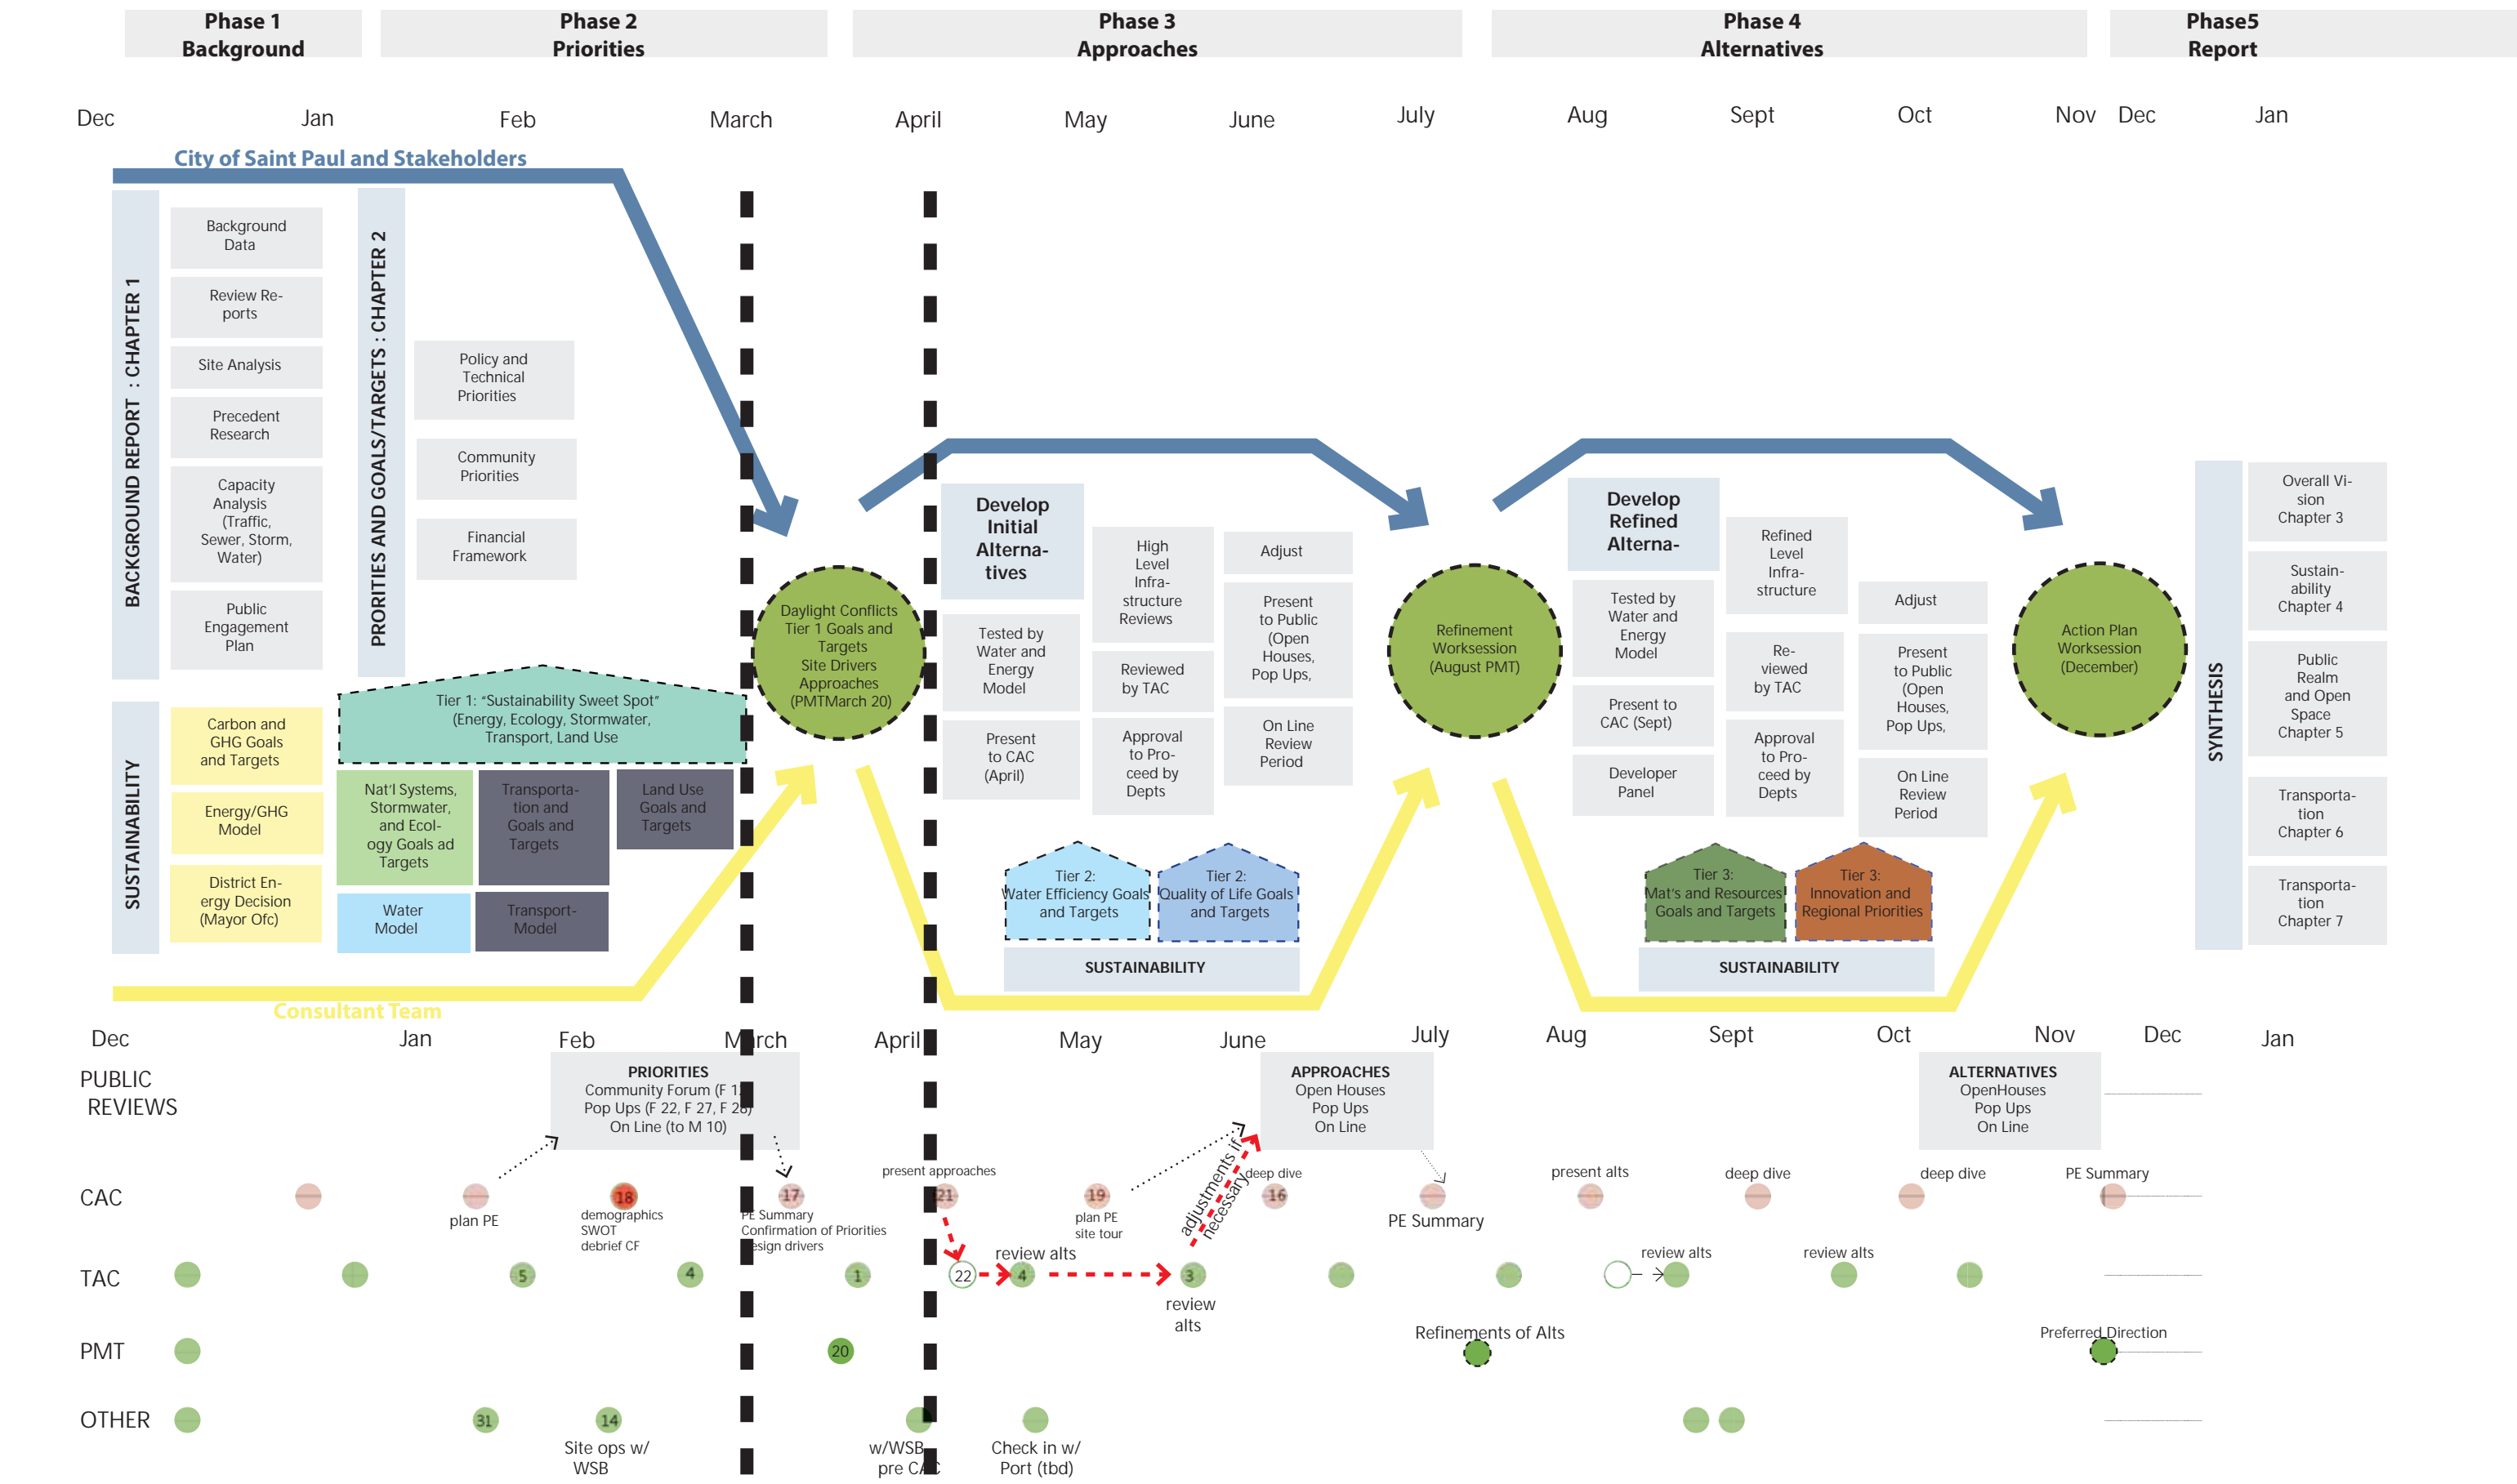 Phase 1
Background
Phase 2
Priorities
Phase 3
Approaches
Phase 4
Alternatives
Phase5
Report
Dec
Jan
Feb
March
April
May
June
July
Aug
Sept
Oct
Nov
Dec
Jan
City of Saint Paul and Stakeholders
BACKGROUND REPORT : CHAPTER 1
Background
Data
Review Re-
ports
Site Analysis
Precedent
Research
Capacity
Analysis
(Traffic,
Sewer, Storm,
Water)
Public
Engagement
Plan
PRIORITIES AND GOALS/TARGETS : CHAPTER 2
Policy and
Technical
Priorities
Community
Priorities
Financial
Framework
SUSTAINABILITY
Carbon and
GHG Goals
and Targets
Energy/GHG
Model
District En-
ergy Decision
(Mayor Ofc)
Tier 1: “Sustainability Sweet Spot”
(Energy, Ecology, Stormwater,
Transport, Land Use
Nat’l Systems,
Stormwater,
and Ecol-
ogy Goals ad
Targets
Transporta-
tion and
Goals and
Targets
Land Use
Goals and
Targets
Water
Model
Transport-
Model
Consultant Team
Daylight Conflicts
Tier 1 Goals and
Targets
Site Drivers
Approaches
(PMTMarch 20)
Develop
Initial
Alterna-
tives
Tested by
Water and
Energy
Model
Present
to CAC
(April)
High
Level
Infra-
structure
Reviews
Reviewed
by TAC
Approval
to Pro-
ceed by
Depts
Adjust
Present
to Public
(Open
Houses,
Pop Ups,
On Line
Review
Period
Tier 2:
Water Efficiency Goals
and Targets
Tier 2:
Quality of Life Goals
and Targets
SUSTAINABILITY
Refinement
Worksession
(August PMT)
Develop
Refined
Alterna-
Tested by
Water and
Energy
Model
Present to
CAC (Sept)
Developer
Panel
Refined
Level
Infra-
structure
Re-
viewed
by TAC
Approval
to Pro-
ceed by
Depts
Adjust
Present
to Public
(Open
Houses,
Pop Ups,
On Line
Review
Period
Tier 3:
Mat’s and Resources
Goals and Targets
Tier 3:
Innovation and
Regional Priorities
SUSTAINABILITY
Action Plan
Worksession
(December)
SYNTHESIS
Overall Vi-
sion
Chapter 3
Sustain-
ability
Chapter 4
Public
Realm
and Open
Space
Chapter 5
Transporta-
tion
Chapter 6
Transporta-
tion
Chapter 7
Dec
Jan
Feb
March
April
May
June
July
Aug
Sept
Oct
Nov
Dec
Jan
PUBLIC
REVIEWS
PRIORITIES
Community Forum (F
Pop Ups (F 22, F 27, F
On Line (to M 10)
APPROACHES
Open Houses
Pop Ups
On Line
ALTERNATIVES
OpenHouses
Pop Ups
On Line
CAC
plan PE
18
demographics
SWOT
debrief CF
17
PE Summary
Confirmation of Priorities
design drivers
present approaches
21
19
plan PE
site tour
adjustments if
necessary
deep dive
16
PE Summary
present alts
deep dive
deep dive
PE Summary
TAC
5
4
1
22
review alts
4
3
review
alts
review alts
review alts
PMT
20
Refinements of Alts
Preferred Direction
OTHER
31
14
Site ops w/
WSB
w/WSB
pre CAC
Check in w/
Port (tbd)